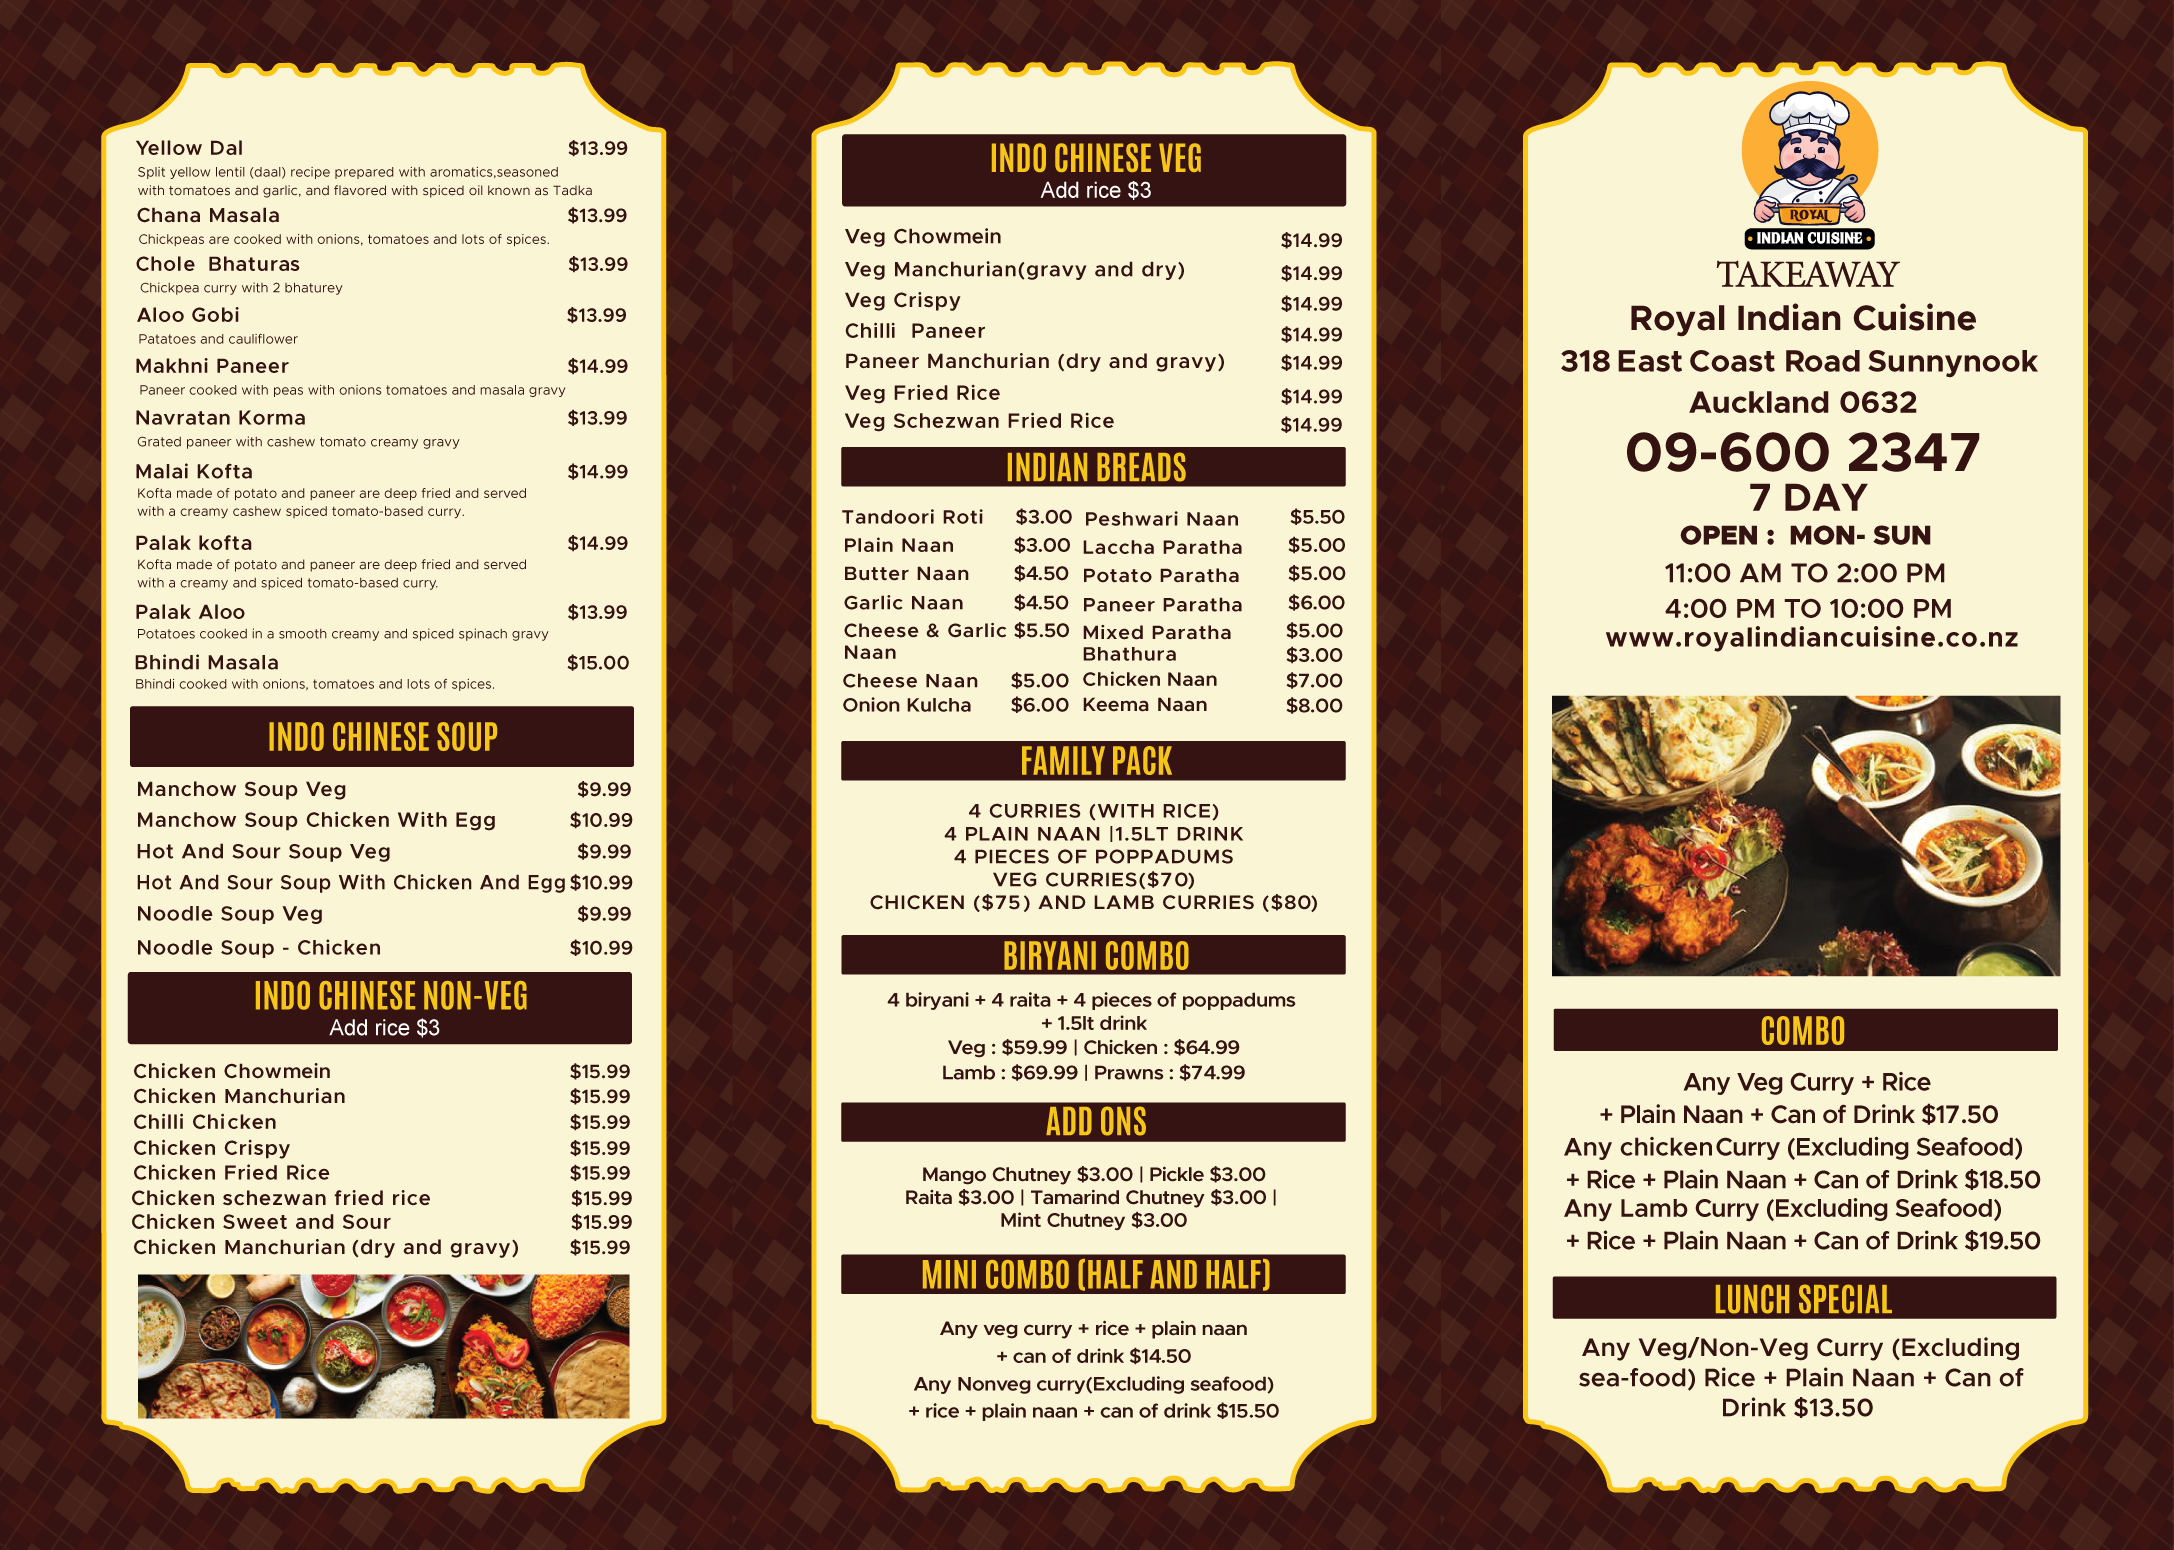 Yellow Dal $13.99
Split yellow lentil (daal) recipe prepared with aromatics,seasoned
with tomatoes and garlic, and flavored with spiced oil known as Tadka
Chana Masala $13.99
Chickpeas are cooked with onions, tomatoes and lots of spices.
Chole Bhaturas $13.99
Chickpea curry with 2 bhaturey
Aloo Gobi $13.99
Patatoes and cauliflower
Makhni Paneer $14.99
Paneer cooked with peas with onions tomatoes and masala gravy
Navratan Korma $13.99
Grated paneer with cashew tomato creamy gravy
Malai Kofta $14.99
Kofta made of potato and paneer are deep fried and served
with a creamy cashew spiced tomato-based curry.
Palak kofta $14.99
Kofta made of potato and paneer are deep fried and served
with a creamy and spiced tomato-based curry.
Palak Aloo $13.99
Potatoes cooked in a smooth creamy and spiced spinach gravy
Bhindi Masala $15.00
Bhindi cooked with onions, tomatoes and lots of spices.
INDO CHINESE SOUP
Manchow Soup Veg $9.99
Manchow Soup Chicken With Egg $10.99
Hot And Sour Soup Veg $9.99
Hot And Sour Soup With Chicken And Egg $10.99
Noodle Soup Veg $9.99
Noodle Soup - Chicken $10.99
INDO CHINESE NON-VEG
Add rice $3
Chicken Chowmein $15.99
Chicken Manchurian $15.99
Chilli Chicken $15.99
Chicken Crispy $15.99
Chicken Fried Rice $15.99
Chicken schezwan fried rice $15.99
Chicken Sweet and Sour $15.99
Chicken Manchurian (dry and gravy) $15.99
INDO CHINESE VEG
Add rice $3
Veg Chowmein $14.99
Veg Manchurian(gravy and dry) $14.99
Veg Crispy $14.99
Chilli Paneer $14.99
Paneer Manchurian (dry and gravy) $14.99
Veg Fried Rice $14.99
Veg Schezwan Fried Rice $14.99
INDIAN BREADS
Tandoori Roti $3.00 Peshwari Naan $5.50
Plain Naan $3.00 Laccha Paratha $5.00
Butter Naan $4.50 Potato Paratha $5.00
Garlic Naan $4.50 Paneer Paratha $6.00
Cheese & Garlic $5.50 Mixed Paratha $5.00
Naan Bhathura $3.00
Cheese Naan $5.00 Chicken Naan $7.00
Onion Kulcha $6.00 Keema Naan $8.00
FAMILY PACK
4 CURRIES (WITH RICE)
4 PLAIN NAAN |1.5LT DRINK
4 PIECES OF POPPADUMS
VEG CURRIES($70)
CHICKEN ($75) AND LAMB CURRIES ($80)
BIRYANI COMBO
4 biryani + 4 raita + 4 pieces of poppadums
+ 1.5lt drink
Veg : $59.99 | Chicken : $64.99
Lamb : $69.99 | Prawns : $74.99
ADD ONS
Mango Chutney $3.00 | Pickle $3.00
Raita $3.00 | Tamarind Chutney $3.00 |
Mint Chutney $3.00
MINI COMBO (HALF AND HALF)
Any veg curry + rice + plain naan
+ can of drink $14.50
Any Nonveg curry(Excluding seafood)
+ rice + plain naan + can of drink $15.50
ROYAL
• INDIAN CUISINE •
TAKEAWAY
Royal Indian Cuisine
318 East Coast Road Sunnynook
Auckland 0632
09-600 2347
7 DAY
OPEN : MON- SUN
11:00 AM TO 2:00 PM
4:00 PM TO 10:00 PM
www.royalindiancuisine.co.nz
COMBO
Any Veg Curry + Rice
+ Plain Naan + Can of Drink $17.50
Any chicken Curry (Excluding Seafood)
+ Rice + Plain Naan + Can of Drink $18.50
Any Lamb Curry (Excluding Seafood)
+ Rice + Plain Naan + Can of Drink $19.50
LUNCH SPECIAL
Any Veg/Non-Veg Curry (Excluding
sea-food) Rice + Plain Naan + Can of
Drink $13.50